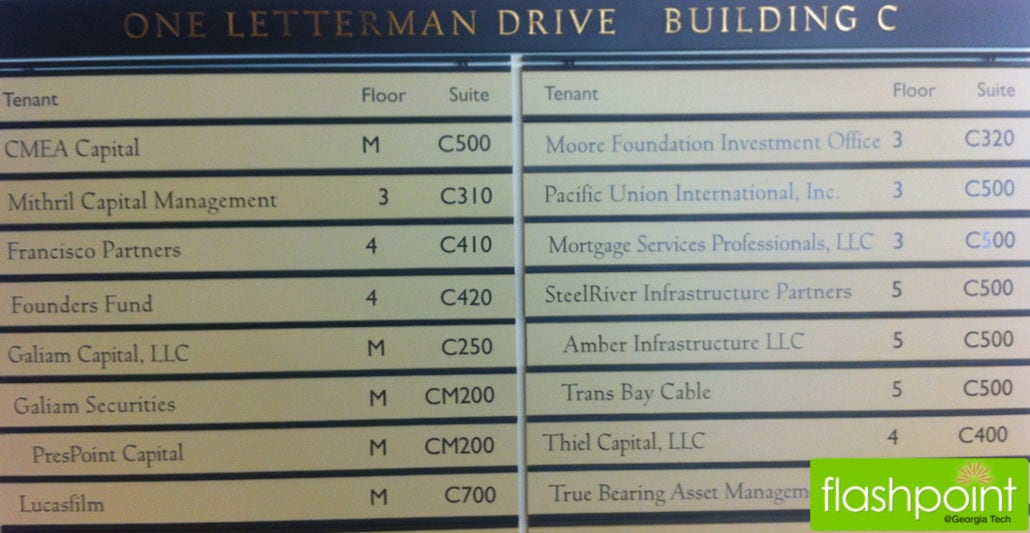 ONE LETTERMAN DRIVE BUILDING C
Tenant Floor Suite
CMEA Capital M C500
Mithril Capital Management 3 C310
Francisco Partners 4 C410
Founders Fund 4 C420
Galiam Capital, LLC M C250
Galiam Securities M CM200
PresPoint Capital M CM200
Lucasfilm M C700
Tenant Floor Suite
Moore Foundation Investment Office 3 C320
Pacific Union International, Inc. 3 C500
Mortgage Services Professionals, LLC 3 C500
SteelRiver Infrastructure Partners 5 C500
Amber Infrastructure LLC 5 C500
Trans Bay Cable 5 C500
Thiel Capital, LLC 4 C400
True Bearing Asset Managem
flashpoint
@Georgia Tech